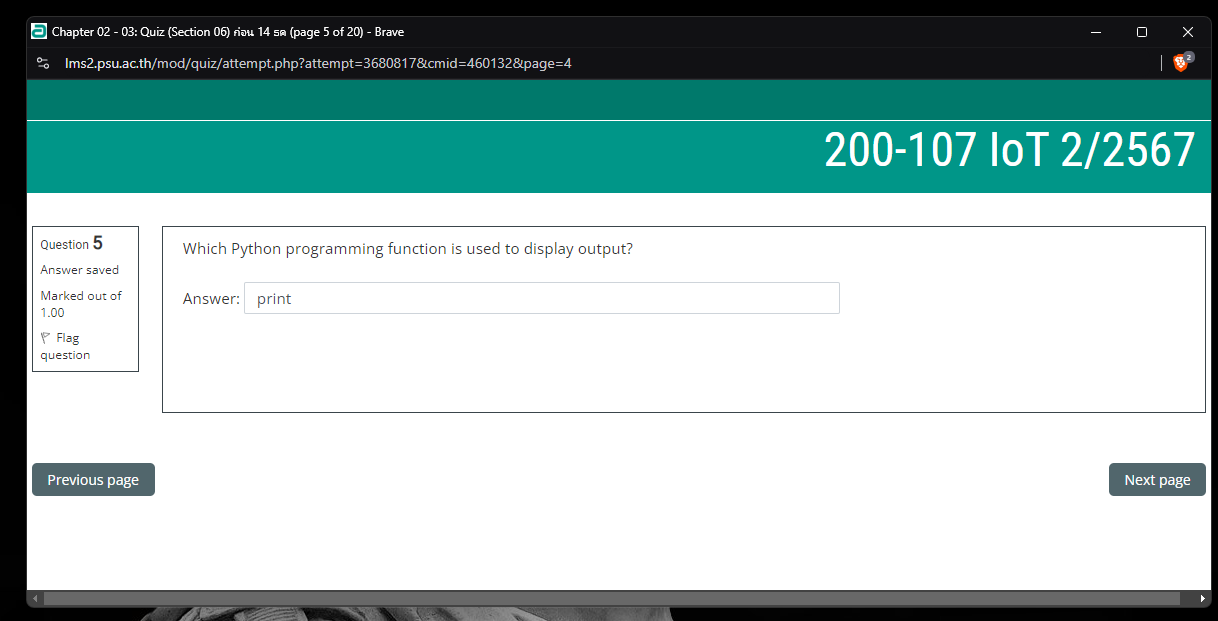 Chapter 02 - 03: Quiz (Section 06) ก่อน 14 ธค (page 5 of 20) - Brave
lms2.psu.ac.th/mod/quiz/attempt.php?attempt=3680817&cmid=460132&page=4
2
200-107 IoT 2/2567
Question 5
Answer saved
Marked out of
1.00
Flag
question
Which Python programming function is used to display output?
Answer: print
Previous page
Next page